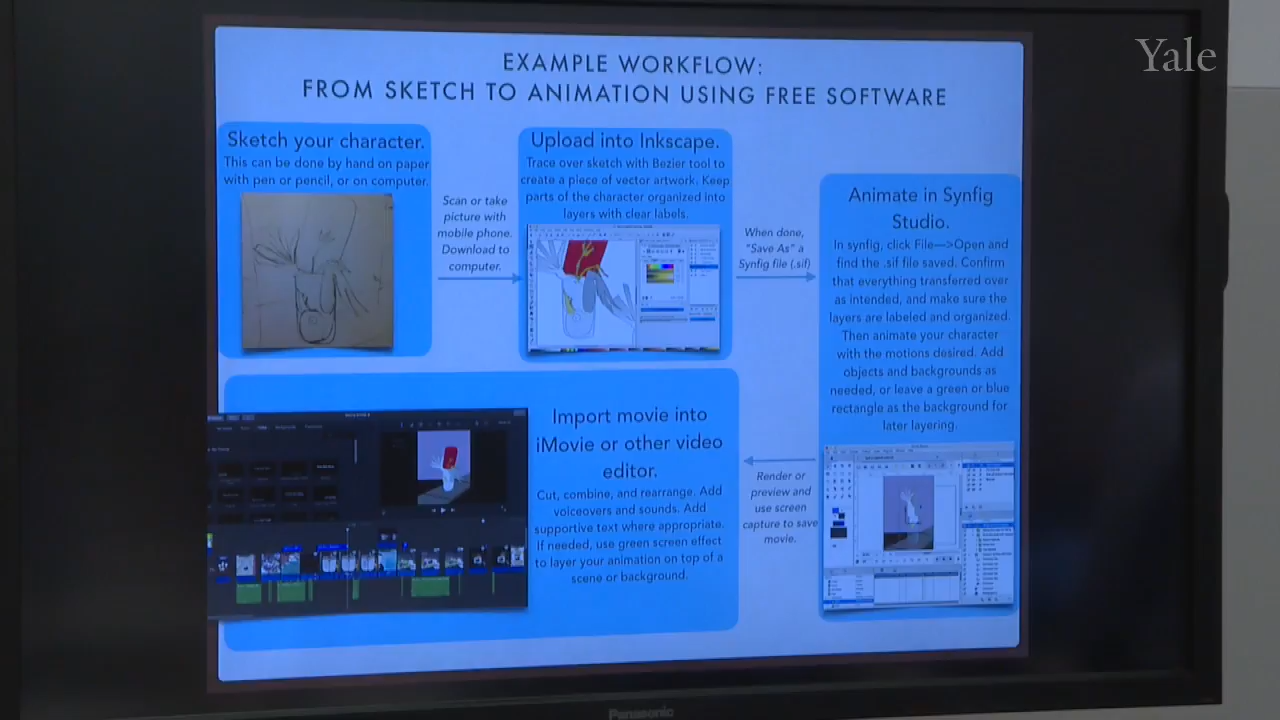 Yale
EXAMPLE WORKFLOW:
FROM SKETCH TO ANIMATION USING FREE SOFTWARE
Sketch your character.
This can be done by hand on paper
with pen or pencil, or on computer.
Scan or take
picture with
mobile phone.
Download to
computer.
Upload into Inkscape.
Trace over sketch with Bezier tool to
create a piece of vector artwork. Keep
parts of the character organized into
layers with clear labels.
When done,
"Save As" a
Synfig file (.sif)
Animate in Synfig
Studio.
In synfig, click File—>Open and
find the .sif file saved. Confirm
that everything transferred over
as intended, and make sure the
layers are labeled and organized.
Then animate your character
with the motions desired. Add
objects and backgrounds as
needed, or leave a green or blue
rectangle as the background for
later layering.
Render or
preview and
use screen
capture to save
movie.
Import movie into
iMovie or other video
editor.
Cut, combine, and rearrange. Add
voiceovers and sounds. Add
supportive text where appropriate.
If needed, use green screen effect
to layer your animation on top of a
scene or background.
Panasonic